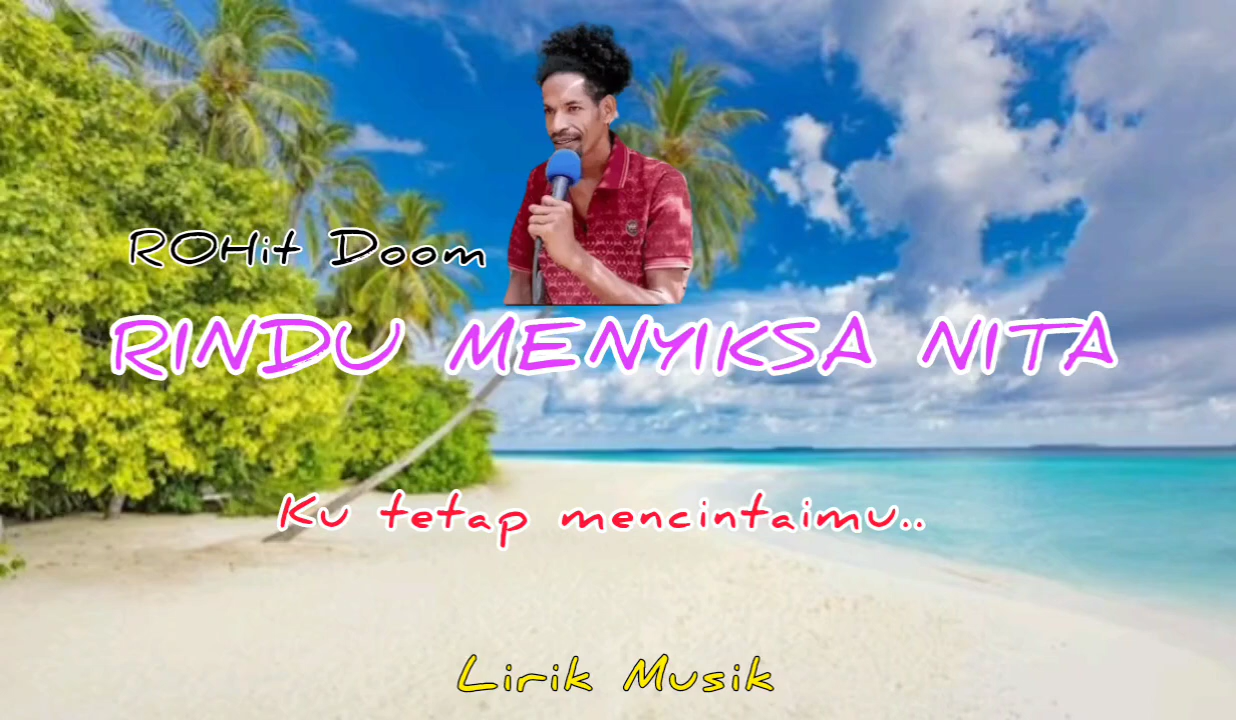 ROHit Doom
RINDU MENYIKSA NITA
Ku tetap mencintaimu..
Lirik Musik